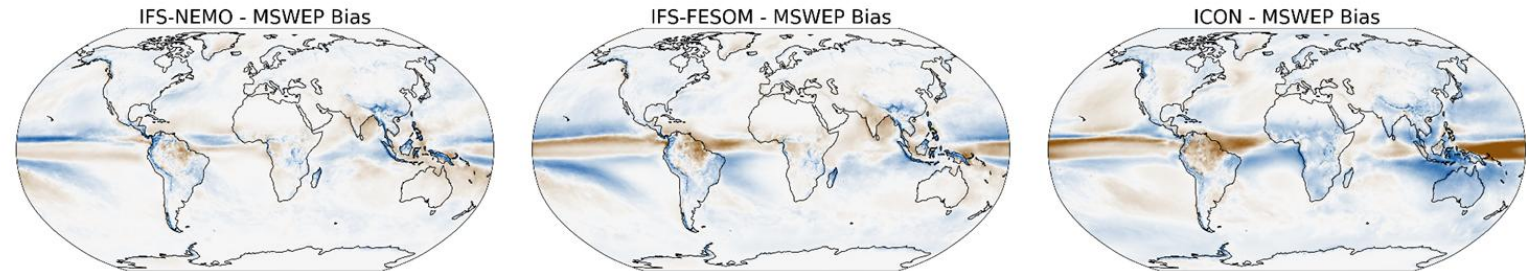 IFS-NEMO - MSWEP Bias
IFS-FESOM - MSWEP Bias
ICON - MSWEP Bias